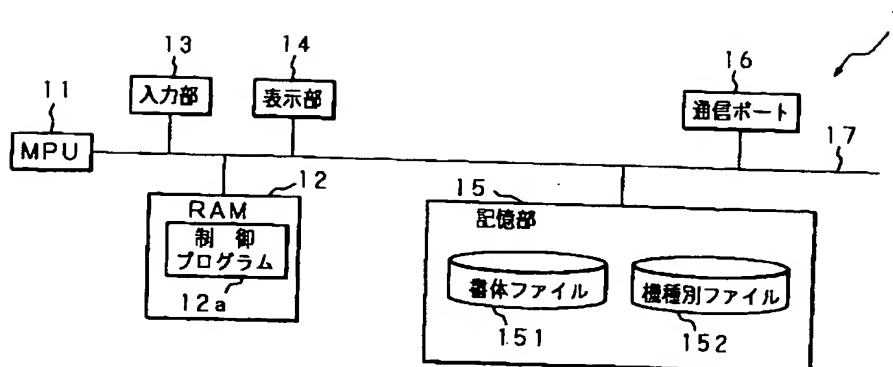 13
14
16
11
入力部
表示部
通信ポート
17
MPU
12
15
RAM
記憶部
制御
プログラム
書体ファイル
機種別ファイル
12a
151
152